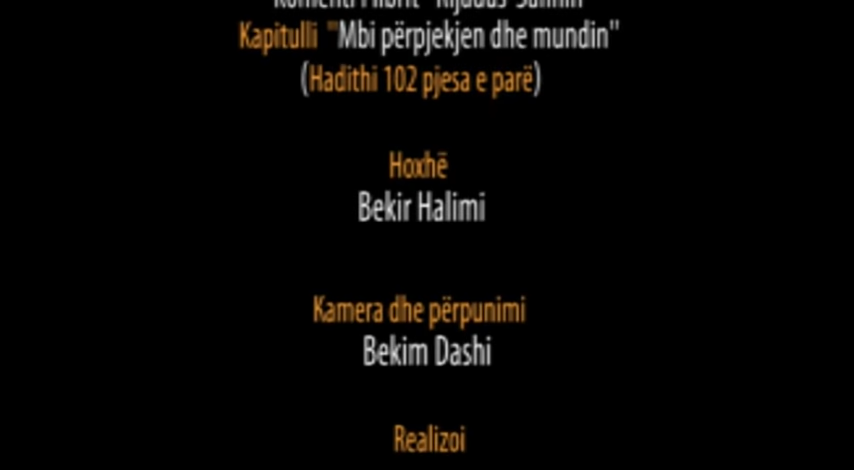 Kapitulli "Mbi përpjekjen dhe mundin"
(Hadithi 102 pjesa e parë)
Hoxhë
Bekir Halimi
Kamera dhe përpunimi
Bekim Dashi
Realizoi